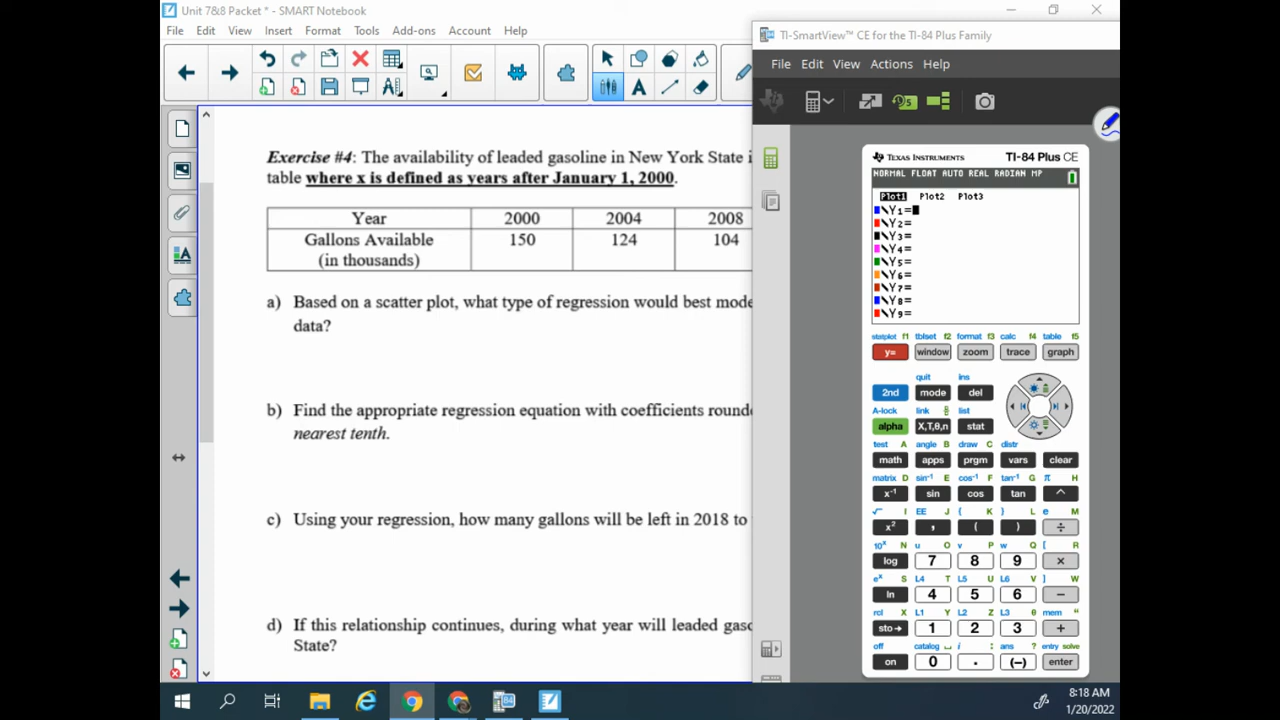 Unit 7&8 Packet * - SMART Notebook
File Edit View Insert Format Tools Add-ons Account Help
Exercise #4: The availability of leaded gasoline in New York State i
table where x is defined as years after January 1, 2000.
Year 2000 2004 2008
Gallons Available 150 124 104
(in thousands)
a) Based on a scatter plot, what type of regression would best mode
data?
b) Find the appropriate regression equation with coefficients round
nearest tenth.
c) Using your regression, how many gallons will be left in 2018 to
d) If this relationship continues, during what year will leaded gaso
State?
TI-SmartView™ CE for the TI-84 Plus Family
File Edit View Actions Help
TEXAS INSTRUMENTS TI-84 Plus CE
NORMAL FLOAT AUTO REAL RADIAN MP
Plot1 Plot2 Plot3
\Y1=
\Y2=
\Y3=
\Y4=
\Y5=
\Y6=
\Y7=
\Y8=
\Y9=
statplot f1 tblset f2 format f3 calc f4 table f5
y= window zoom trace graph
quit ins
2nd mode del
A-lock link list
alpha X,T,θ,n stat
test A angle B draw C distr
math apps prgm vars clear
matrix D sin⁻¹ E cos⁻¹ F tan⁻¹ G π H
x⁻¹ sin cos tan ^
√ I EE J { K } L e M
x² , ( ) ÷
10ˣ N u O v P w Q [ R
log 7 8 9 ×
eˣ S L4 T L5 U L6 V ] W
ln 4 5 6 −
rcl X L1 Y L2 Z L3 θ mem "
sto→ 1 2 3 +
off catalog i : ans ? entry solve
on 0 . (−) enter
8:18 AM
1/20/2022